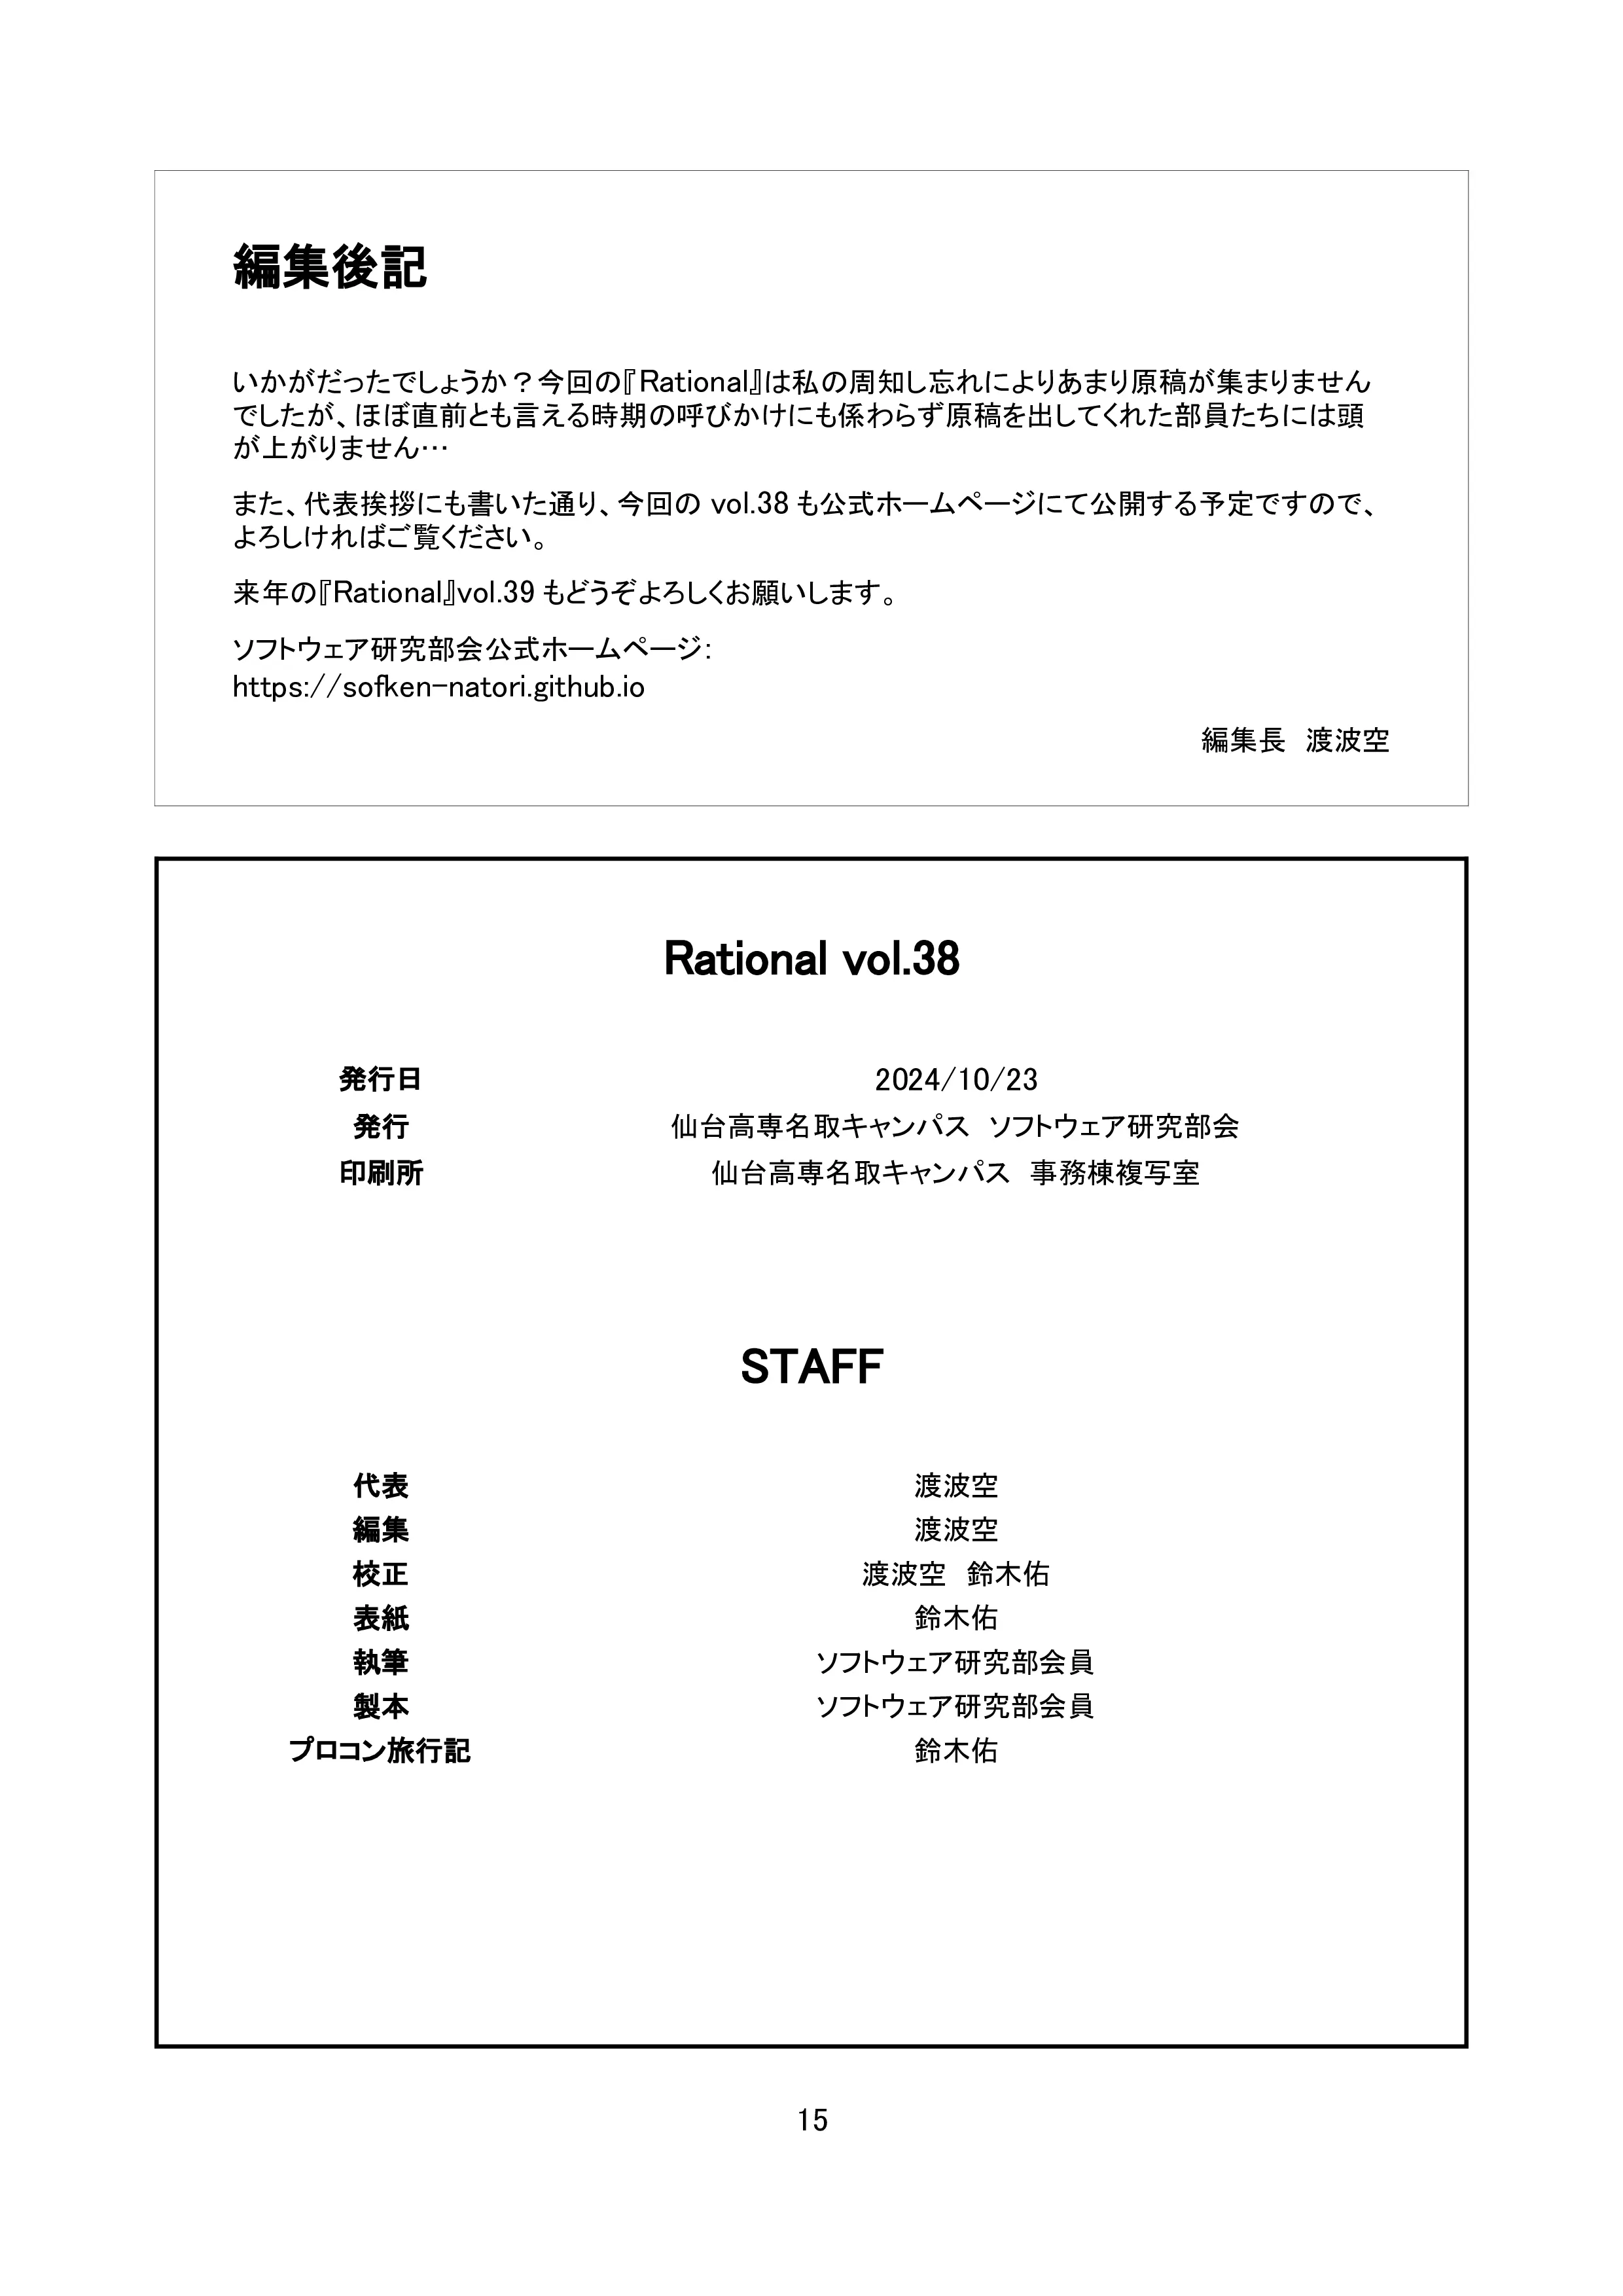 編集後記
いかがだったでしょうか？今回の『Rational』は私の周知し忘れによりあまり原稿が集まりません
でしたが、ほぼ直前とも言える時期の呼びかけにも係わらず原稿を出してくれた部員たちには頭
が上がりません…
また、代表挨拶にも書いた通り、今回の vol.38 も公式ホームページにて公開する予定ですので、
よろしければご覧ください。
来年の『Rational』vol.39 もどうぞよろしくお願いします。
ソフトウェア研究部会公式ホームページ:
https://sofken-natori.github.io
編集長　渡波空
Rational vol.38
発行日　2024/10/23
発行　仙台高専名取キャンパス　ソフトウェア研究部会
印刷所　仙台高専名取キャンパス　事務棟複写室
STAFF
代表　渡波空
編集　渡波空
校正　渡波空　鈴木佑
表紙　鈴木佑
執筆　ソフトウェア研究部会員
製本　ソフトウェア研究部会員
プロコン旅行記　鈴木佑
15